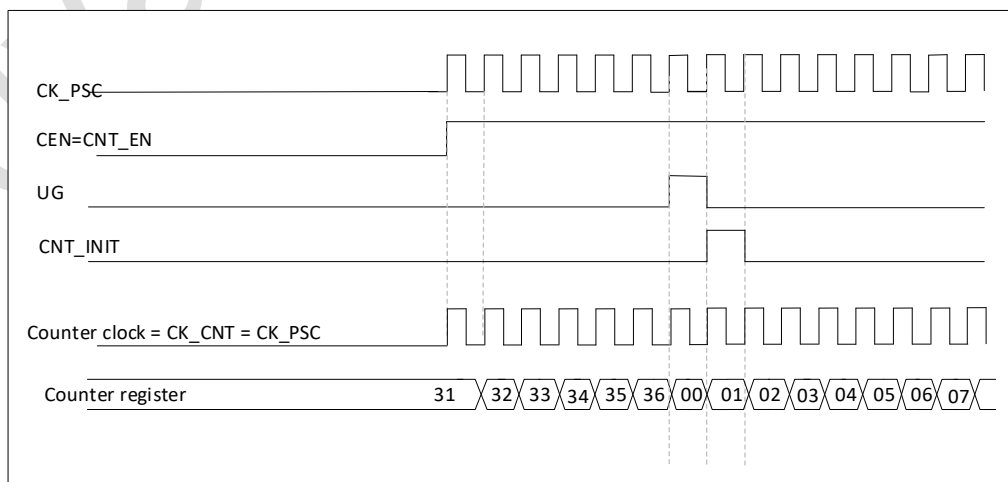 CK_PSC
CEN=CNT_EN
UG
CNT_INIT
Counter clock = CK_CNT = CK_PSC
Counter register 31 32 33 34 35 36 00 01 02 03 04 05 06 07